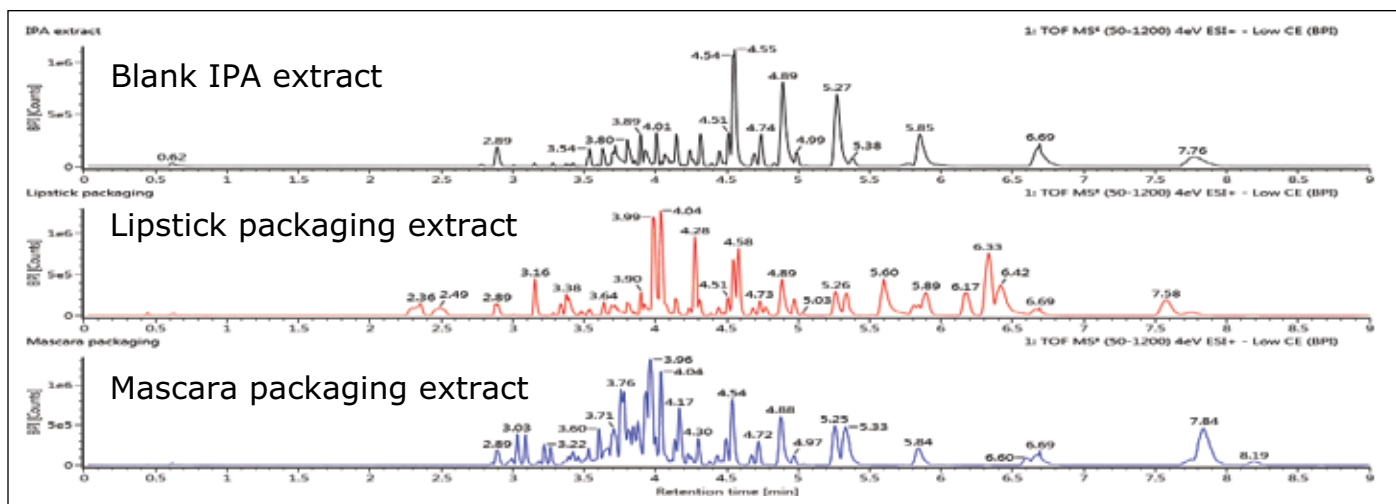 IPA extract
1: TOF MSᴱ (50-1200) 4eV ESI+ - Low CE (BPI)
Blank IPA extract
BPI [Counts]
1e6
5e5
0
0.62
2.89
3.54
3.80
3.89
4.01
4.51
4.54
4.55
4.74
4.89
4.99
5.27
5.38
5.85
6.69
7.76
0 0.5 1 1.5 2 2.5 3 3.5 4 4.5 5 5.5 6 6.5 7 7.5 8 8.5 9
Lipstick packaging
1: TOF MSᴱ (50-1200) 4eV ESI+ - Low CE (BPI)
Lipstick packaging extract
BPI [Counts]
1e6
5e5
0
2.36
2.49
2.89
3.16
3.38
3.64
3.90
3.99
4.04
4.28
4.51
4.58
4.73
4.89
5.03
5.26
5.60
5.89
6.17
6.33
6.42
6.69
7.58
0 0.5 1 1.5 2 2.5 3 3.5 4 4.5 5 5.5 6 6.5 7 7.5 8 8.5 9
Mascara packaging
1: TOF MSᴱ (50-1200) 4eV ESI+ - Low CE (BPI)
Mascara packaging extract
BPI [Counts]
1e6
5e5
0
2.89
3.03
3.22
3.60
3.71
3.76
3.96
4.04
4.17
4.30
4.54
4.72
4.88
4.97
5.25
5.33
5.84
6.60
6.69
7.84
8.19
0 0.5 1 1.5 2 2.5 3 3.5 4 4.5 5 5.5 6 6.5 7 7.5 8 8.5 9
Retention time [min]